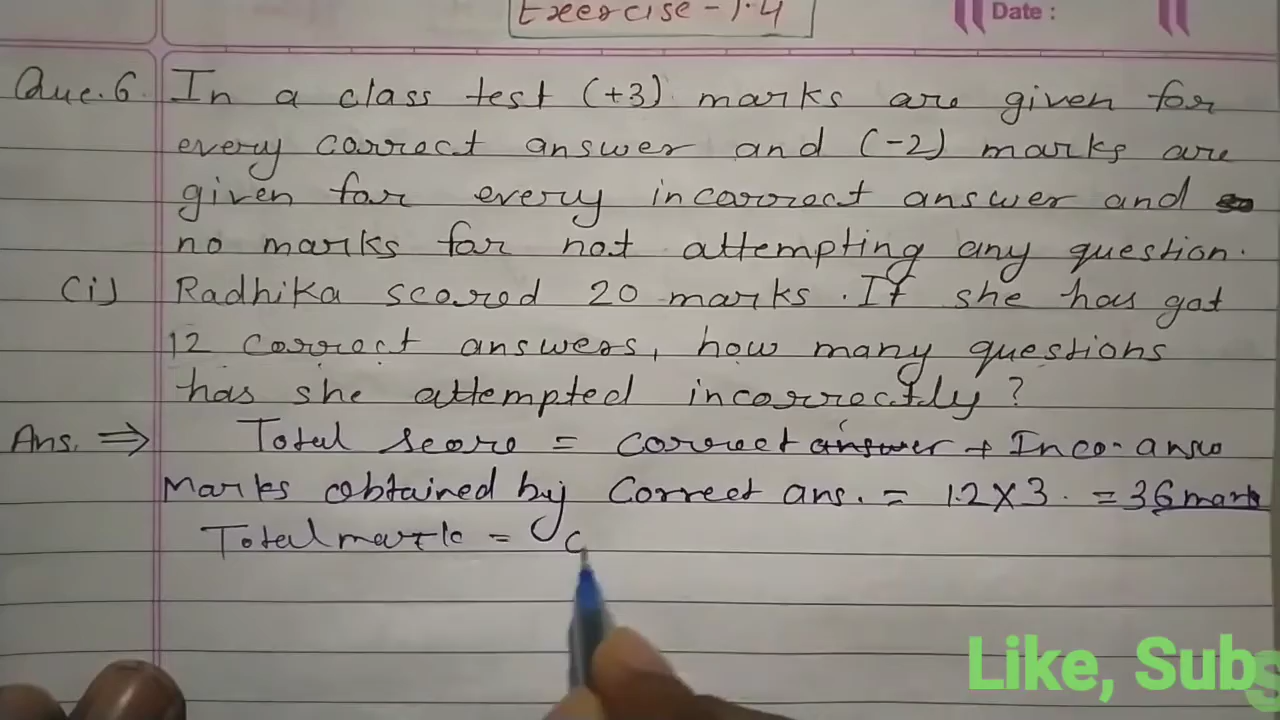 Exercise - 1.4
Date :
Que. 6. In a class test (+3) marks are given for
every correct answer and (-2) marks are
given for every incorrect answer and
no marks for not attempting any question.
(i) Radhika scored 20 marks. If she has got
12 correct answers, how many questions
has she attempted incorrectly?
Ans. ⇒ Total score = correct answer + Inco. answ
Marks obtained by Correct ans. = 12 X 3 . = 36 mark
Total mark = C
Like, Subs